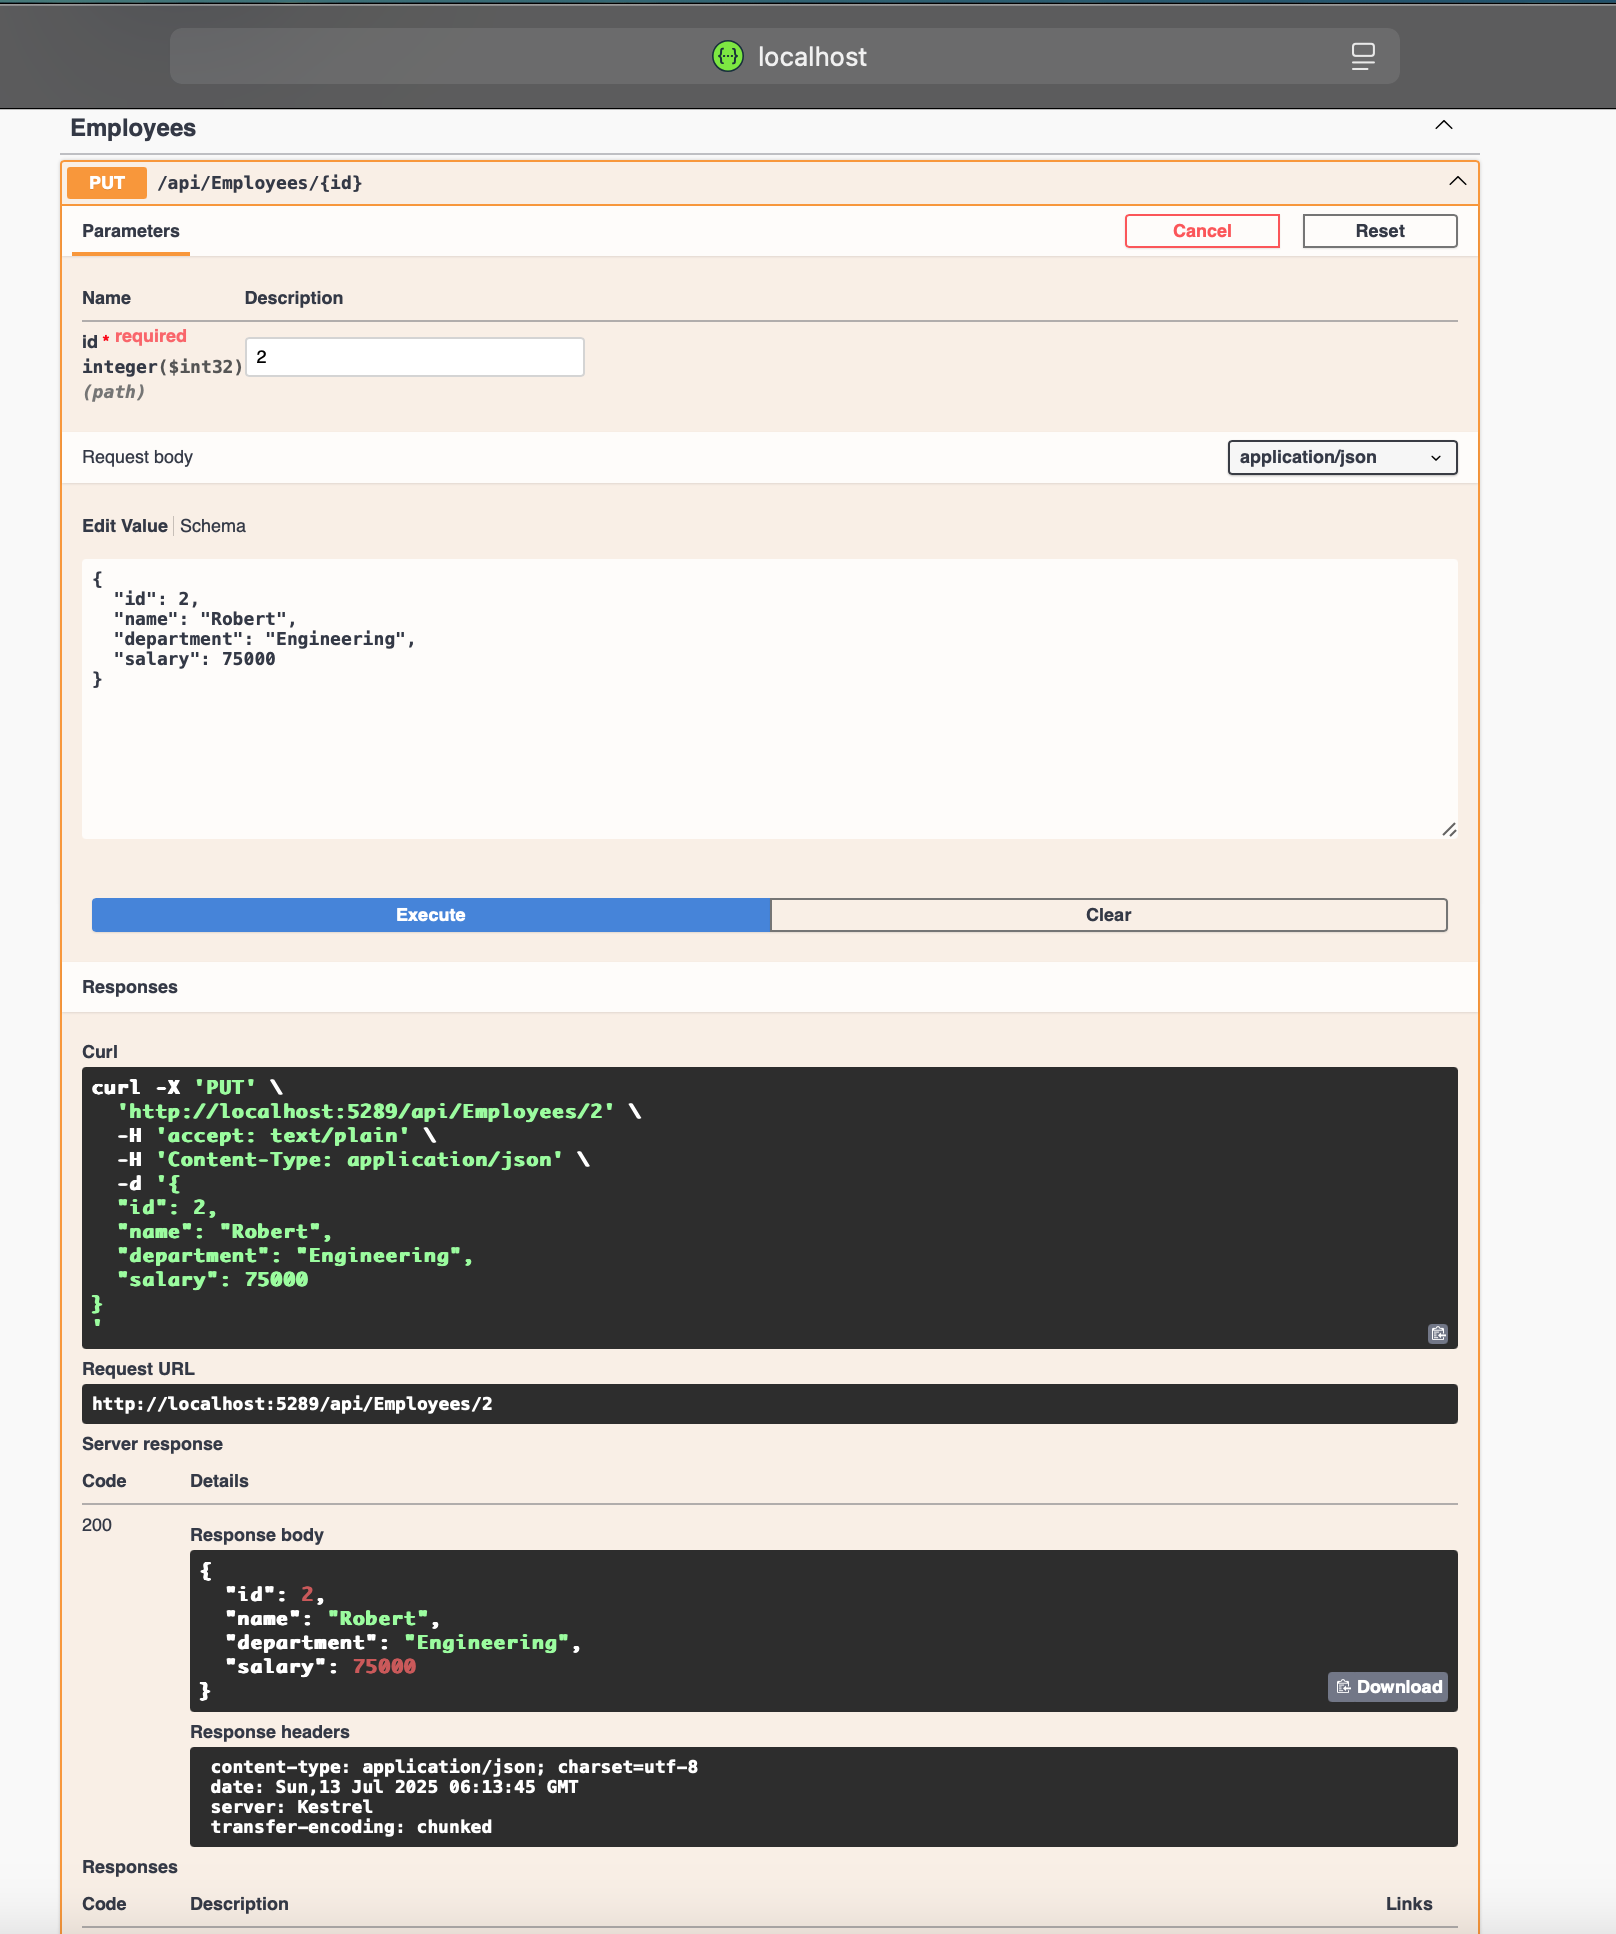 localhost
Employees
PUT /api/Employees/{id}
Parameters Cancel Reset
Name Description
id * required
integer($int32) 2
(path)
Request body application/json
Edit Value Schema
{
  "id": 2,
  "name": "Robert",
  "department": "Engineering",
  "salary": 75000
}
Execute Clear
Responses
Curl
curl -X 'PUT' \
  'http://localhost:5289/api/Employees/2' \
  -H 'accept: text/plain' \
  -H 'Content-Type: application/json' \
  -d '{
  "id": 2,
  "name": "Robert",
  "department": "Engineering",
  "salary": 75000
}
'
Request URL
http://localhost:5289/api/Employees/2
Server response
Code Details
200
Response body
{
  "id": 2,
  "name": "Robert",
  "department": "Engineering",
  "salary": 75000
}
Download
Response headers
content-type: application/json; charset=utf-8
date: Sun,13 Jul 2025 06:13:45 GMT
server: Kestrel
transfer-encoding: chunked
Responses
Code Description Links